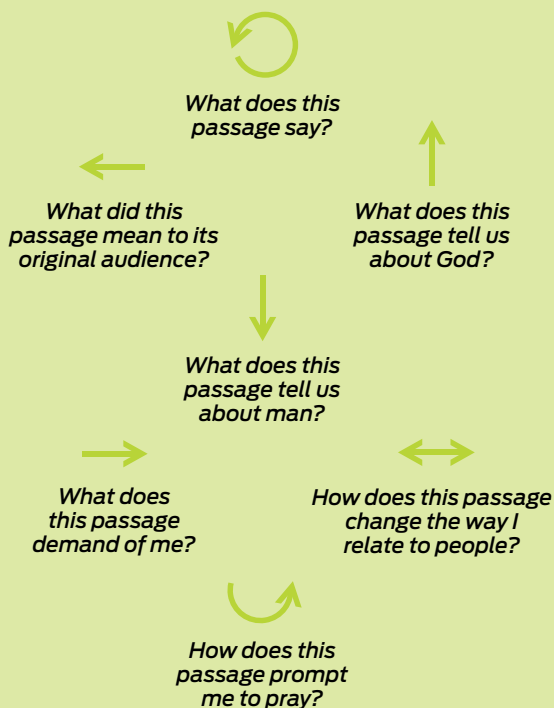 What does this
passage say?
What did this
passage mean to its
original audience?
What does this
passage tell us
about God?
What does this
passage tell us
about man?
What does
this passage
demand of me?
How does this passage
change the way I
relate to people?
How does this
passage prompt
me to pray?